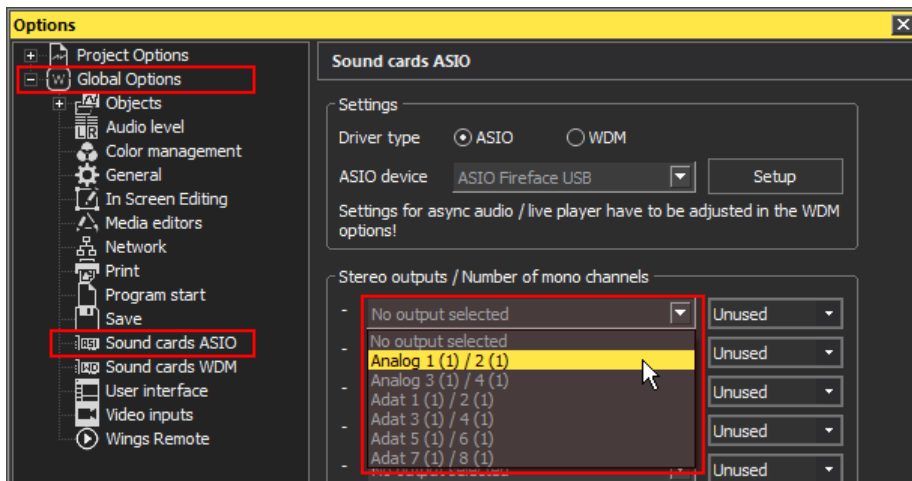 Options
Project Options
Global Options
Objects
Audio level
Color management
General
In Screen Editing
Media editors
Network
Print
Program start
Save
Sound cards ASIO
Sound cards WDM
User interface
Video inputs
Wings Remote
Sound cards ASIO
Settings
Driver type ASIO WDM
ASIO device ASIO Fireface USB Setup
Settings for async audio / live player have to be adjusted in the WDM
options!
Stereo outputs / Number of mono channels
- No output selected Unused
No output selected
- Analog 1 (1) / 2 (1) Unused
Analog 3 (1) / 4 (1)
- Adat 1 (1) / 2 (1) Unused
Adat 3 (1) / 4 (1)
- Adat 5 (1) / 6 (1) Unused
Adat 7 (1) / 8 (1)
- No output selected Unused